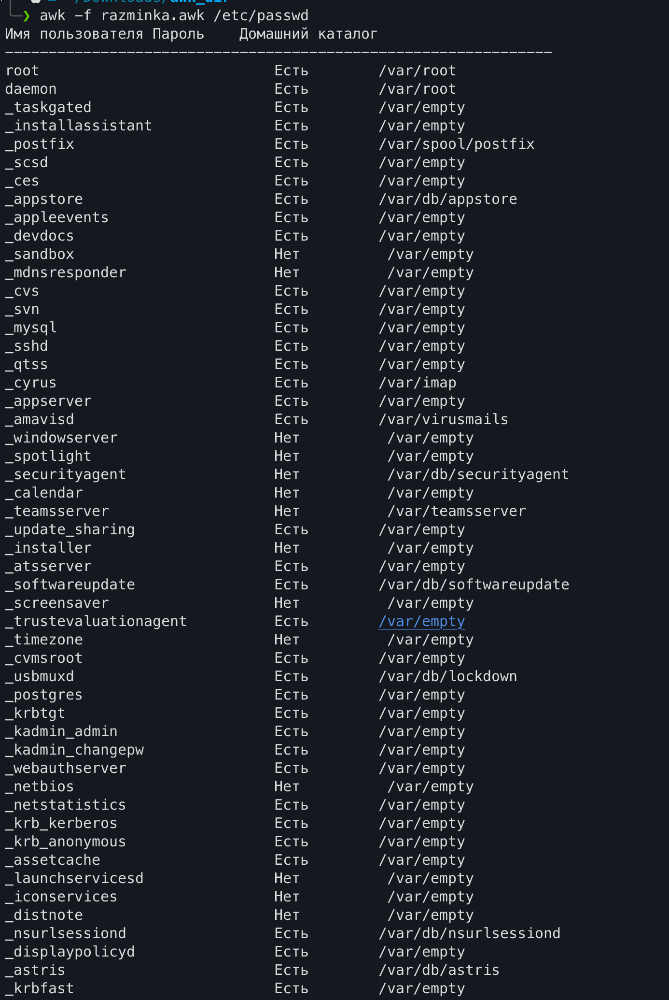 ~/Downloads/awk_dir
❯ awk -f razminka.awk /etc/passwd
Имя пользователя Пароль    Домашний каталог
---------------------------------------------------------------
root                           Есть        /var/root
daemon                         Есть        /var/root
_taskgated                     Есть        /var/empty
_installassistant              Есть        /var/empty
_postfix                       Есть        /var/spool/postfix
_scsd                          Есть        /var/empty
_ces                           Есть        /var/empty
_appstore                      Есть        /var/db/appstore
_appleevents                   Есть        /var/empty
_devdocs                       Есть        /var/empty
_sandbox                       Нет          /var/empty
_mdnsresponder                 Нет          /var/empty
_cvs                           Есть        /var/empty
_svn                           Есть        /var/empty
_mysql                         Есть        /var/empty
_sshd                          Есть        /var/empty
_qtss                          Есть        /var/empty
_cyrus                         Есть        /var/imap
_appserver                     Есть        /var/empty
_amavisd                       Есть        /var/virusmails
_windowserver                  Нет          /var/empty
_spotlight                     Нет          /var/empty
_securityagent                 Нет          /var/db/securityagent
_calendar                      Нет          /var/empty
_teamsserver                   Нет          /var/teamsserver
_update_sharing                Есть        /var/empty
_installer                     Нет          /var/empty
_atsserver                     Есть        /var/empty
_softwareupdate                Есть        /var/db/softwareupdate
_screensaver                   Нет          /var/empty
_trustevaluationagent          Есть        /var/empty
_timezone                      Нет          /var/empty
_cvmsroot                      Есть        /var/empty
_usbmuxd                       Есть        /var/db/lockdown
_postgres                      Есть        /var/empty
_krbtgt                        Есть        /var/empty
_kadmin_admin                  Есть        /var/empty
_kadmin_changepw               Есть        /var/empty
_webauthserver                 Есть        /var/empty
_netbios                       Нет          /var/empty
_netstatistics                 Есть        /var/empty
_krb_kerberos                  Есть        /var/empty
_krb_anonymous                 Есть        /var/empty
_assetcache                    Есть        /var/empty
_launchservicesd               Нет          /var/empty
_iconservices                  Нет          /var/empty
_distnote                      Нет          /var/empty
_nsurlsessiond                 Есть        /var/db/nsurlsessiond
_displaypolicyd                Есть        /var/empty
_astris                        Есть        /var/db/astris
_krbfast                       Есть        /var/empty